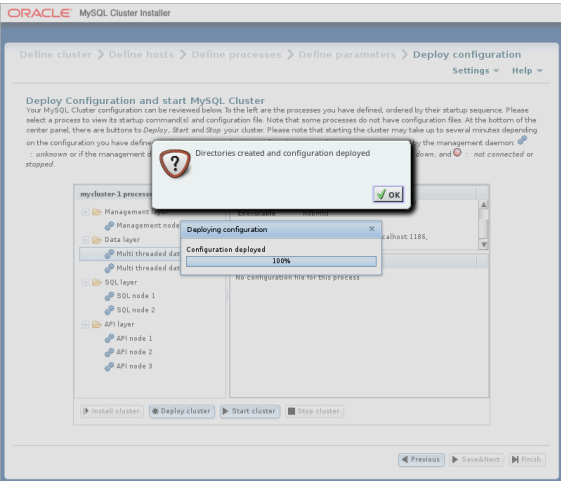 ORACLE MySQL Cluster Installer
Define cluster > Define hosts > Define processes > Define parameters > Deploy configuration
Settings Help
Deploy Configuration and start MySQL Cluster
Your MySQL Cluster configuration can be reviewed below. To the left are the processes you have defined, ordered by their startup sequence. Please
select a process to view its startup command(s) and configuration file. Note that some processes do not have configuration files. At the bottom of the
center panel, there are buttons to Deploy, Start and Stop your cluster. Please note that starting the cluster may take up to several minutes depending
on the configuration you have define by the management daemon:
: unknown or if the management d down, and : not connected or
stopped.
Directories created and configuration deployed
OK
mycluster-1 processe
Management layer
Management node
Data layer
Multi threaded dat
Multi threaded dat
SQL layer
SQL node 1
SQL node 2
API layer
API node 1
API node 2
API node 3
Executable
calhost:1186,
Deploying configuration x
Configuration deployed
100%
No configuration file for this process
Install cluster Deploy cluster Start cluster Stop cluster
Previous Save&Next Finish